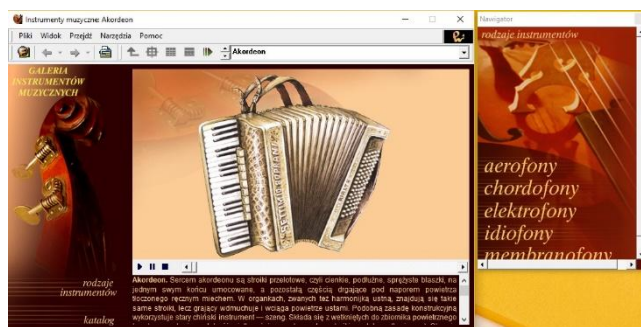 Instrumenty muzyczne: Akordeon
Pliki Widok Przejdź Narzędzia Pomoc
Akordeon
GALERIA
INSTRUMENTÓW
MUZYCZNYCH
rodzaje
instrumentów
katalog
Akordeon. Sercem akordeonu są stroiki przelotowe, czyli cienkie, podłużne, sprężyste blaszki, na
jednym swym końcu umocowane, a pozostałą częścią drgające pod naporem powietrza
tłoczonego ręcznym miechem. W organkach, zwanych też harmonijką ustną, znajdują się takie
same stroiki, lecz grający wdmuchuje i wciąga powietrze ustami. Podobną zasadę konstrukcyjną
wykorzystuje stary chiński instrument — szeng. Składa się z wetkniętych do zbiornika powietrznego
Nawigator
rodzaje instrumentów
aerofony
chordofony
elektrofony
idiofony
membranofony